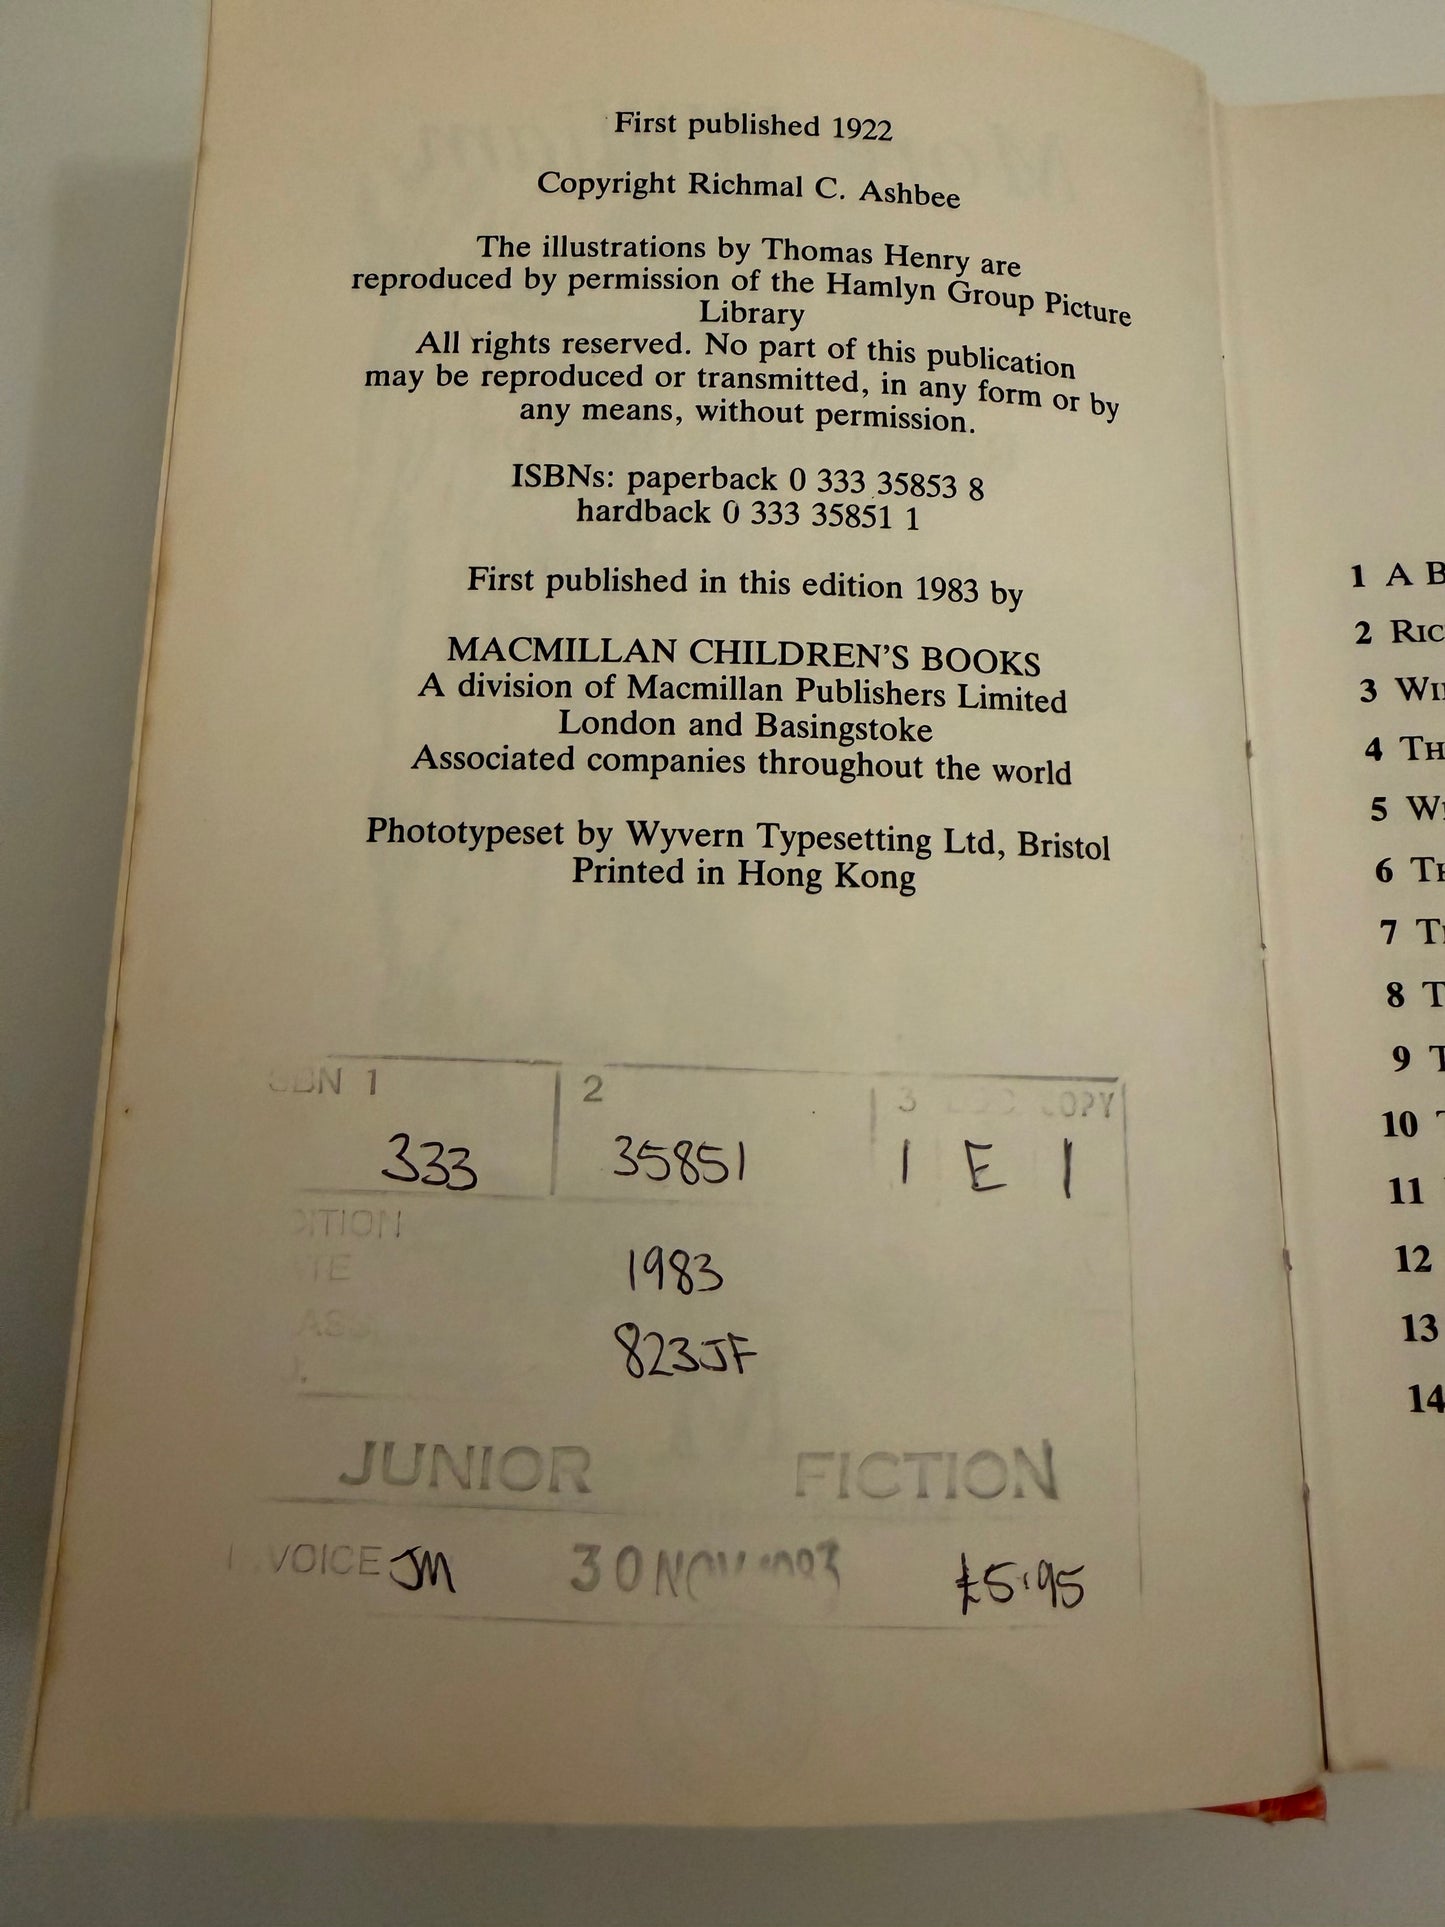 First published 1922
Copyright Richmal C. Ashbee
The illustrations by Thomas Henry are
reproduced by permission of the Hamlyn Group Picture
Library
All rights reserved. No part of this publication
may be reproduced or transmitted, in any form or by
any means, without permission.
ISBNs: paperback 0 333 35853 8
hardback 0 333 35851 1
First published in this edition 1983 by
MACMILLAN CHILDREN'S BOOKS
A division of Macmillan Publishers Limited
London and Basingstoke
Associated companies throughout the world
Phototypeset by Wyvern Typesetting Ltd, Bristol
Printed in Hong Kong
1 2 3 COPY
333 35851 1 E 1
1983
823JF
JUNIOR FICTION
JM 30 NOV 1983 £5.95
1 A
2
3
4
5
6
7
8
9
10
11
12
13
14